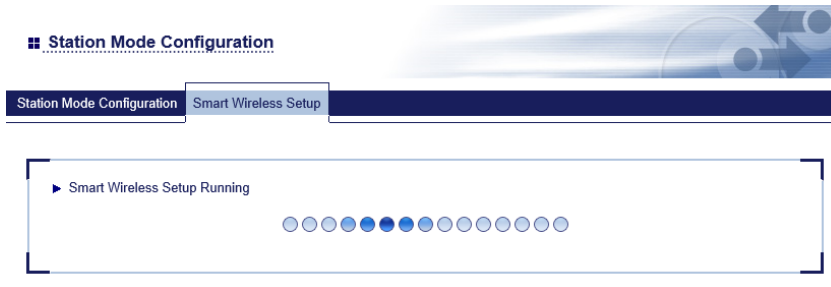 Station Mode Configuration
Station Mode Configuration Smart Wireless Setup
Smart Wireless Setup Running